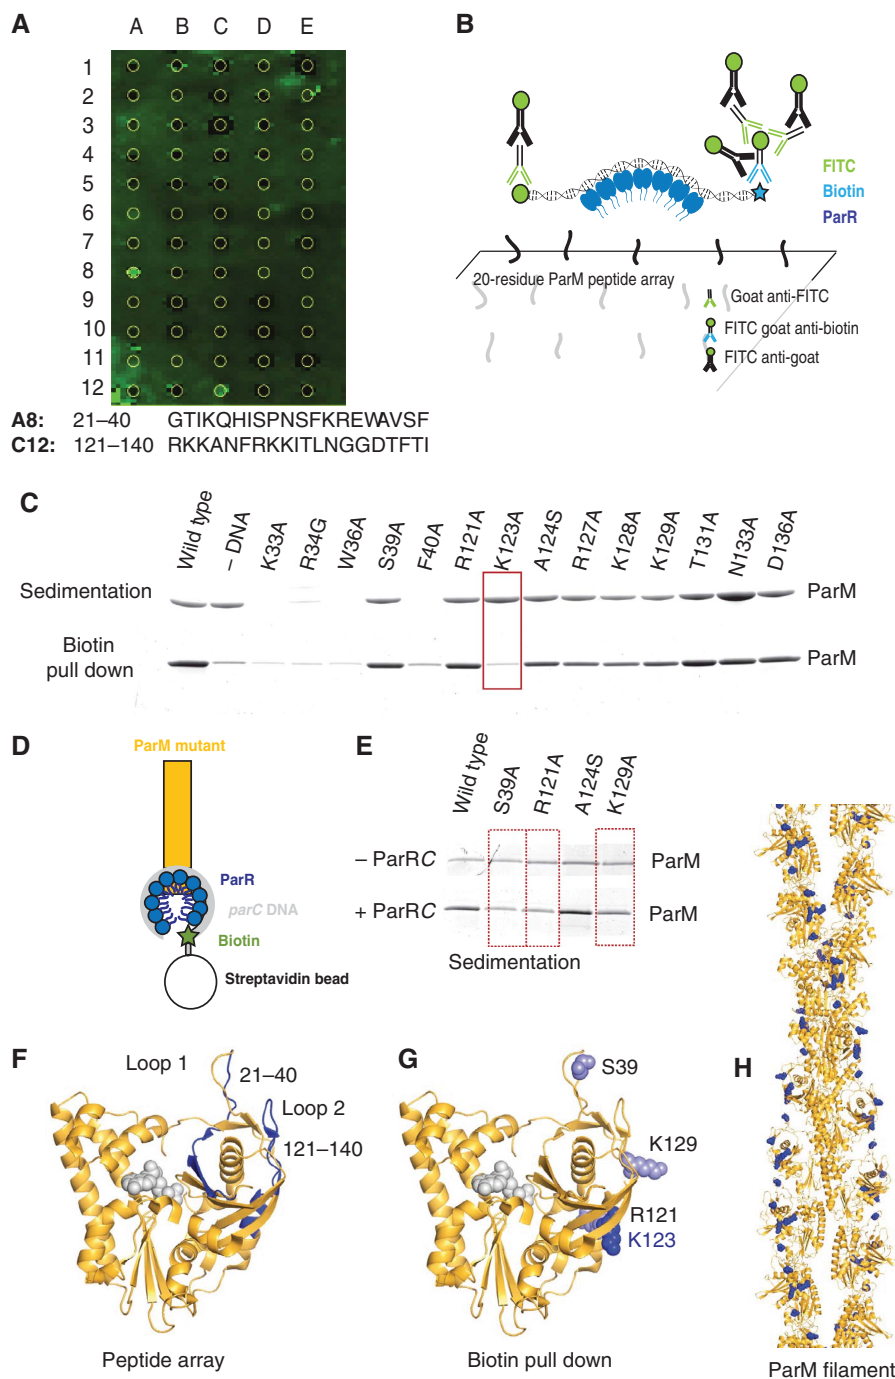 A
A B C D E
1
2
3
4
5
6
7
8
9
10
11
12
A8: 21–40 GTIKQHISPNSFKREWAVSF
C12: 121–140 RKKANFRKKITLNGGDTFTI
B
FITC
Biotin
ParR
20-residue ParM peptide array
Goat anti-FITC
FITC goat anti-biotin
FITC anti-goat
C
Wild type – DNA K33A R34G W36A S39A F40A R121A K123A A124S R127A K128A K129A T131A N133A D136A
Sedimentation ParM
Biotin
pull down ParM
D
ParM mutant
ParR
parC DNA
Biotin
Streptavidin bead
E
Wild type S39A R121A A124S K129A
– ParRC ParM
+ ParRC ParM
Sedimentation
F
Loop 1
21–40
Loop 2
121–140
Peptide array
G
S39
K129
R121
K123
Biotin pull down
H
ParM filament